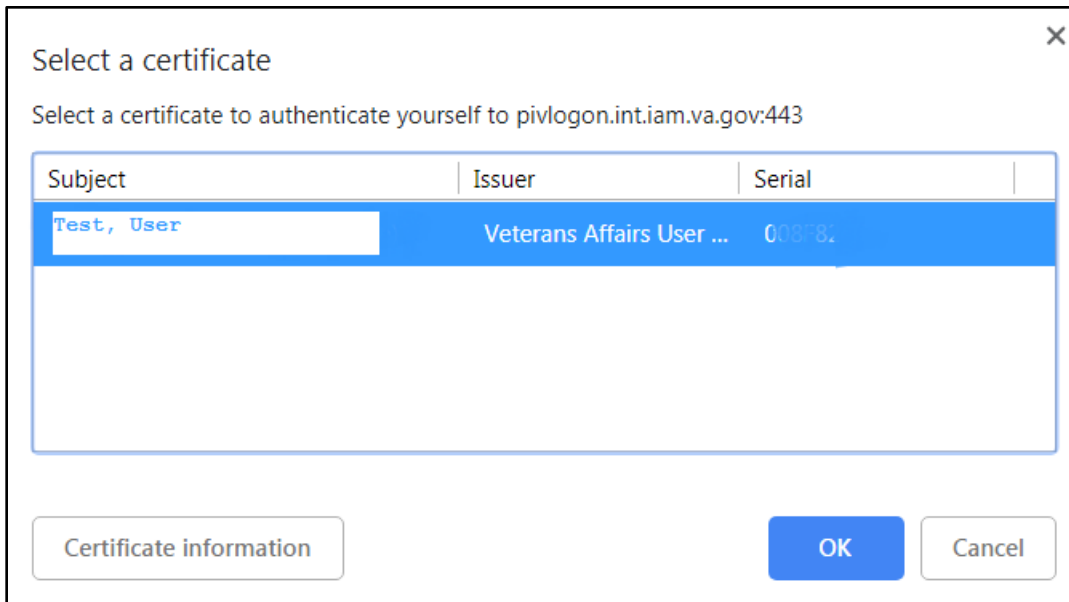 Select a certificate
Select a certificate to authenticate yourself to pivlogon.int.iam.va.gov:443
Subject Issuer Serial
Test, User Veterans Affairs User ... 008F82
Certificate information OK Cancel